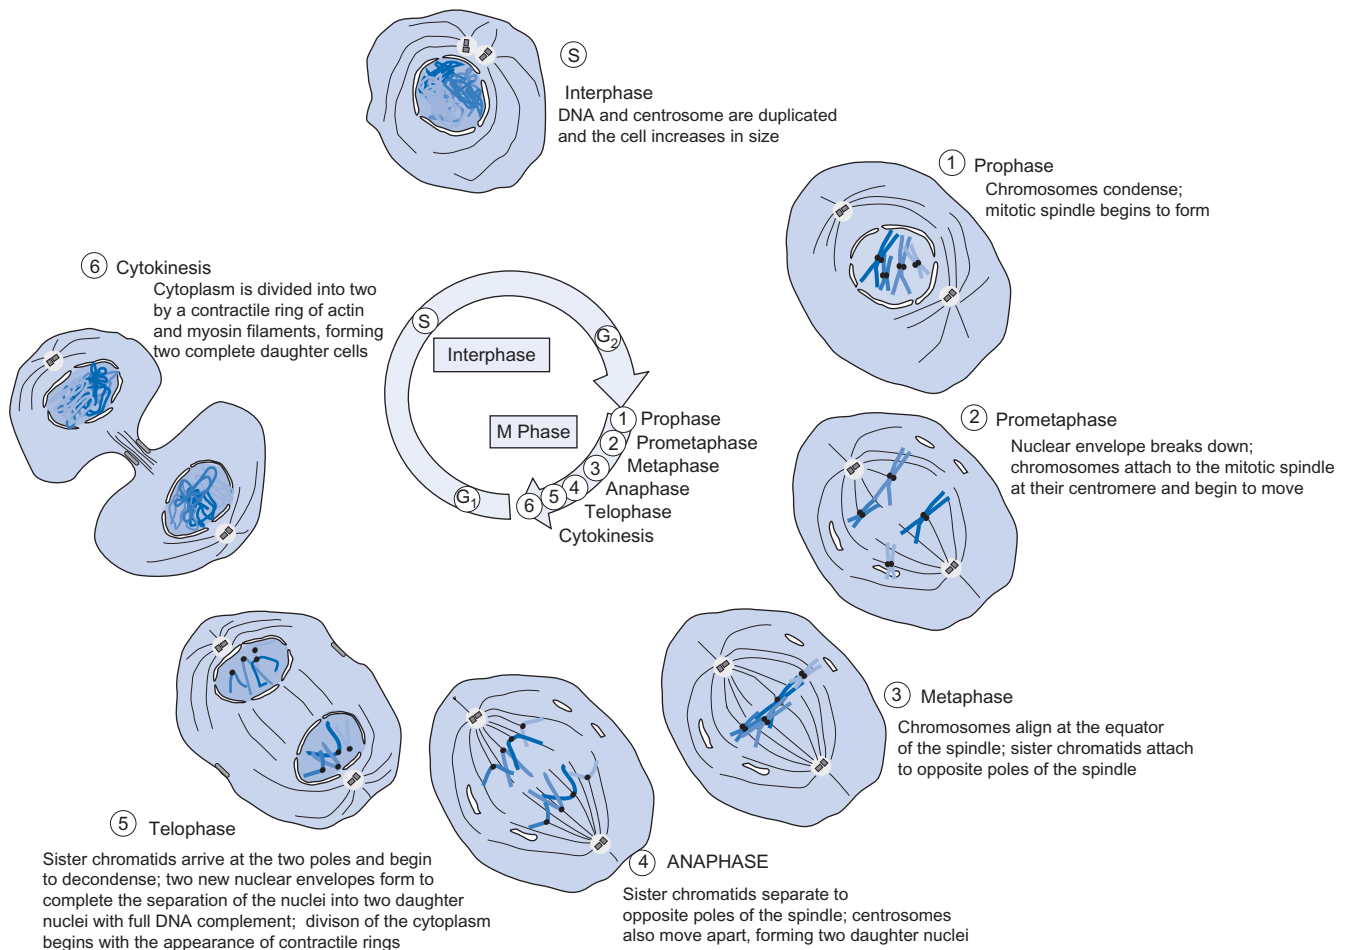 S
Interphase
DNA and centrosome are duplicated
and the cell increases in size
1 Prophase
Chromosomes condense;
mitotic spindle begins to form
6 Cytokinesis
Cytoplasm is divided into two
by a contractile ring of actin
and myosin filaments, forming
two complete daughter cells
S
G2
Interphase
M Phase
1 Prophase
2 Prometaphase
3 Metaphase
4 Anaphase
5 Telophase
6 Cytokinesis
G1
2 Prometaphase
Nuclear envelope breaks down;
chromosomes attach to the mitotic spindle
at their centromere and begin to move
3 Metaphase
Chromosomes align at the equator
of the spindle; sister chromatids attach
to opposite poles of the spindle
5 Telophase
Sister chromatids arrive at the two poles and begin
to decondense; two new nuclear envelopes form to
complete the separation of the nuclei into two daughter
nuclei with full DNA complement; divison of the cytoplasm
begins with the appearance of contractile rings
4 ANAPHASE
Sister chromatids separate to
opposite poles of the spindle; centrosomes
also move apart, forming two daughter nuclei